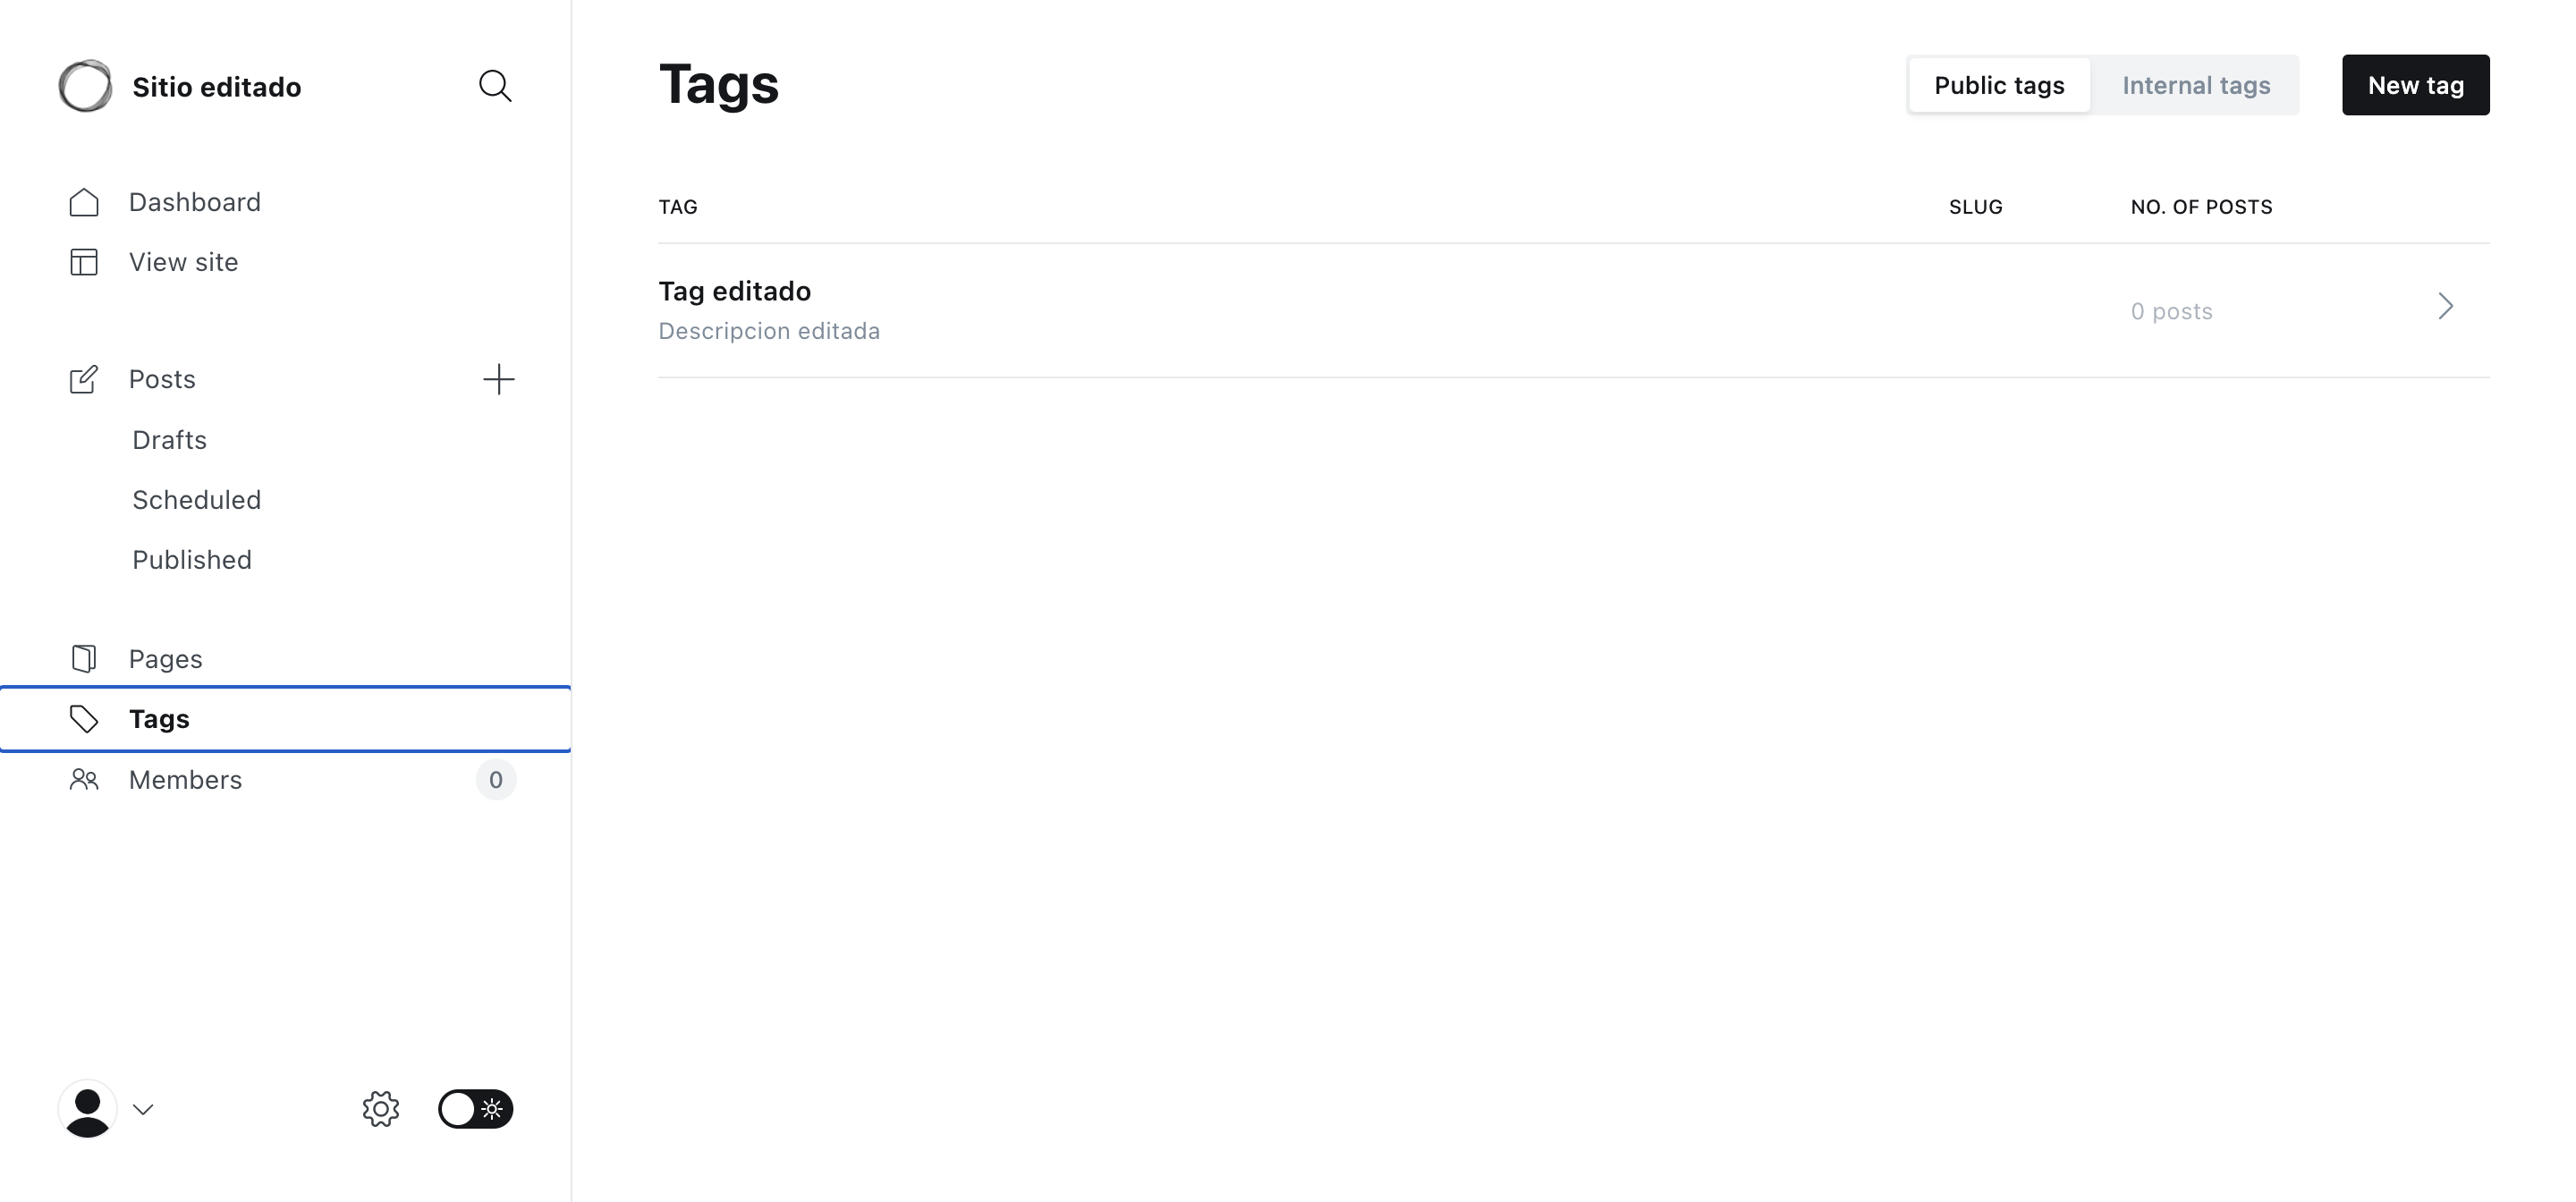 Sitio editado
Dashboard
View site
Posts
Drafts
Scheduled
Published
Pages
Tags
Members 0
Tags
Public tags Internal tags New tag
TAG SLUG NO. OF POSTS
Tag editado
Descripcion editada
0 posts